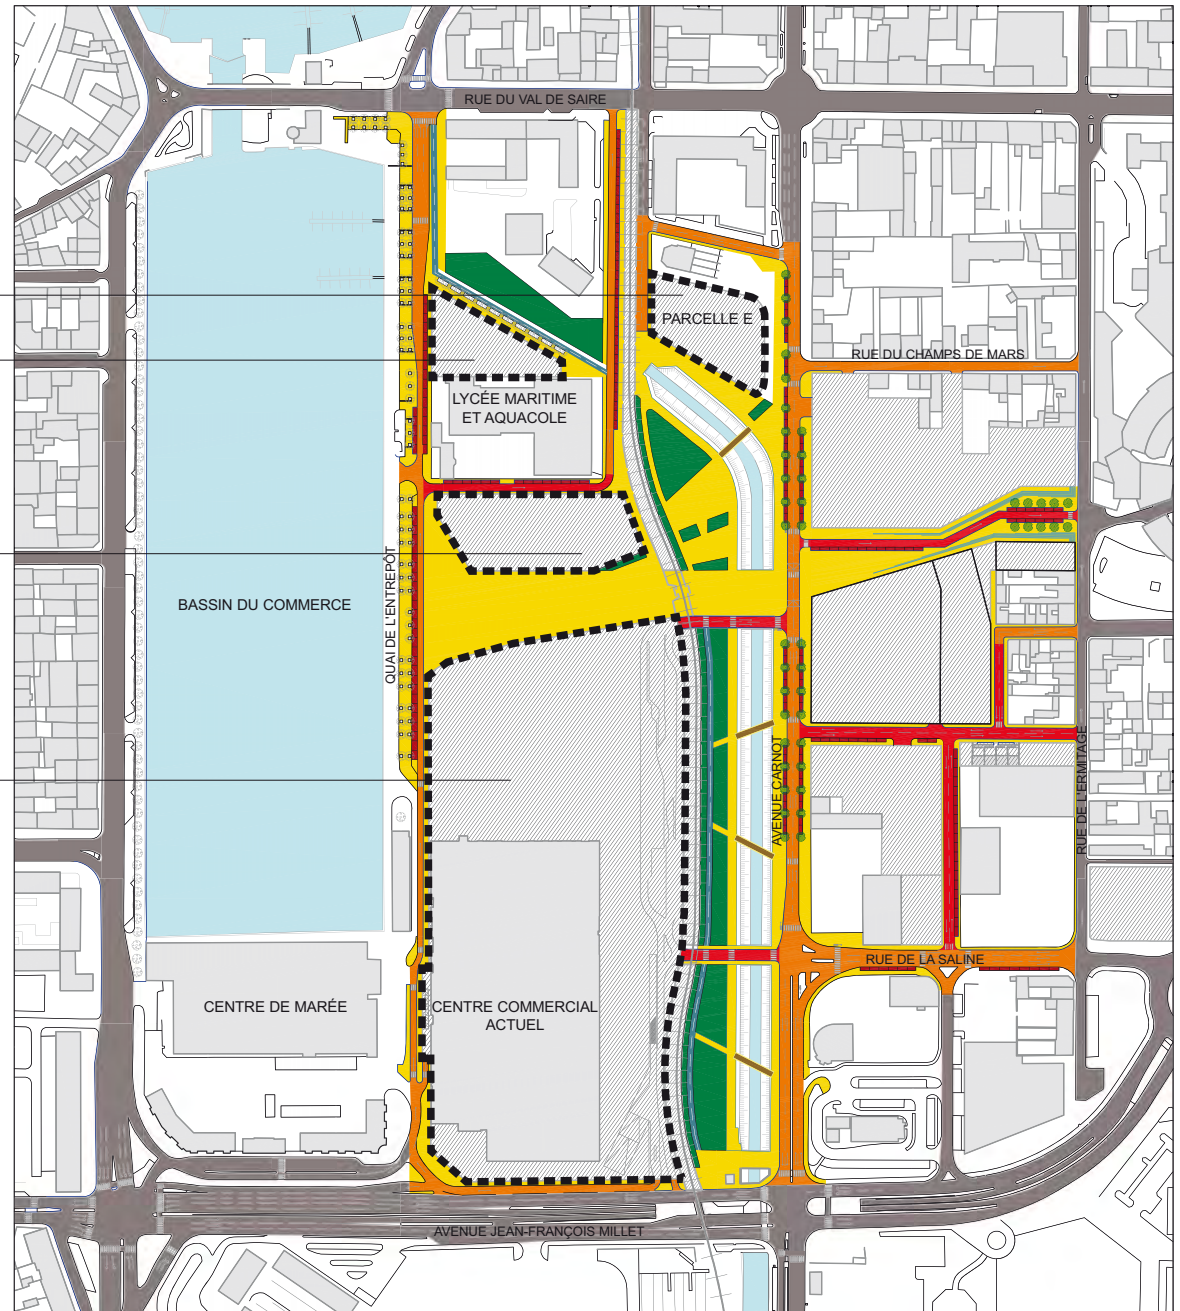 RUE DU VAL DE SAIRE
PARCELLE E
RUE DU CHAMPS DE MARS
LYCÉE MARITIME
ET AQUACOLE
QUAI DE L'ENTREPOT
BASSIN DU COMMERCE
AVENUE CARNOT
RUE DE L'ERMITAGE
RUE DE LA SALINE
CENTRE DE MARÉE
CENTRE COMMERCIAL
ACTUEL
AVENUE JEAN-FRANÇOIS MILLET